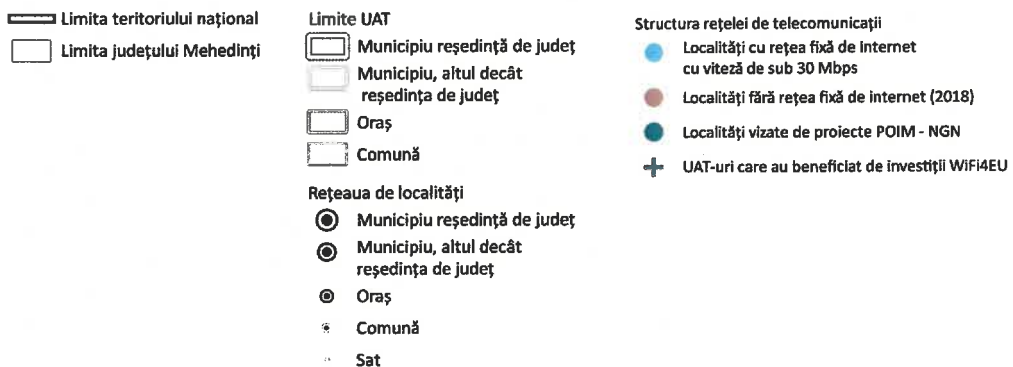 Limita teritoriului național
Limita județului Mehedinți
Limite UAT
Municipiu reședință de județ
Municipiu, altul decât
reședința de județ
Oraș
Comună
Rețeaua de localități
Municipiu reședință de județ
Municipiu, altul decât
reședința de județ
Oraș
Comună
Sat
Structura rețelei de telecomunicații
Localități cu rețea fixă de internet
cu viteză de sub 30 Mbps
Localități fără rețea fixă de internet (2018)
Localități vizate de proiecte POIM - NGN
UAT-uri care au beneficiat de investiții WiFi4EU